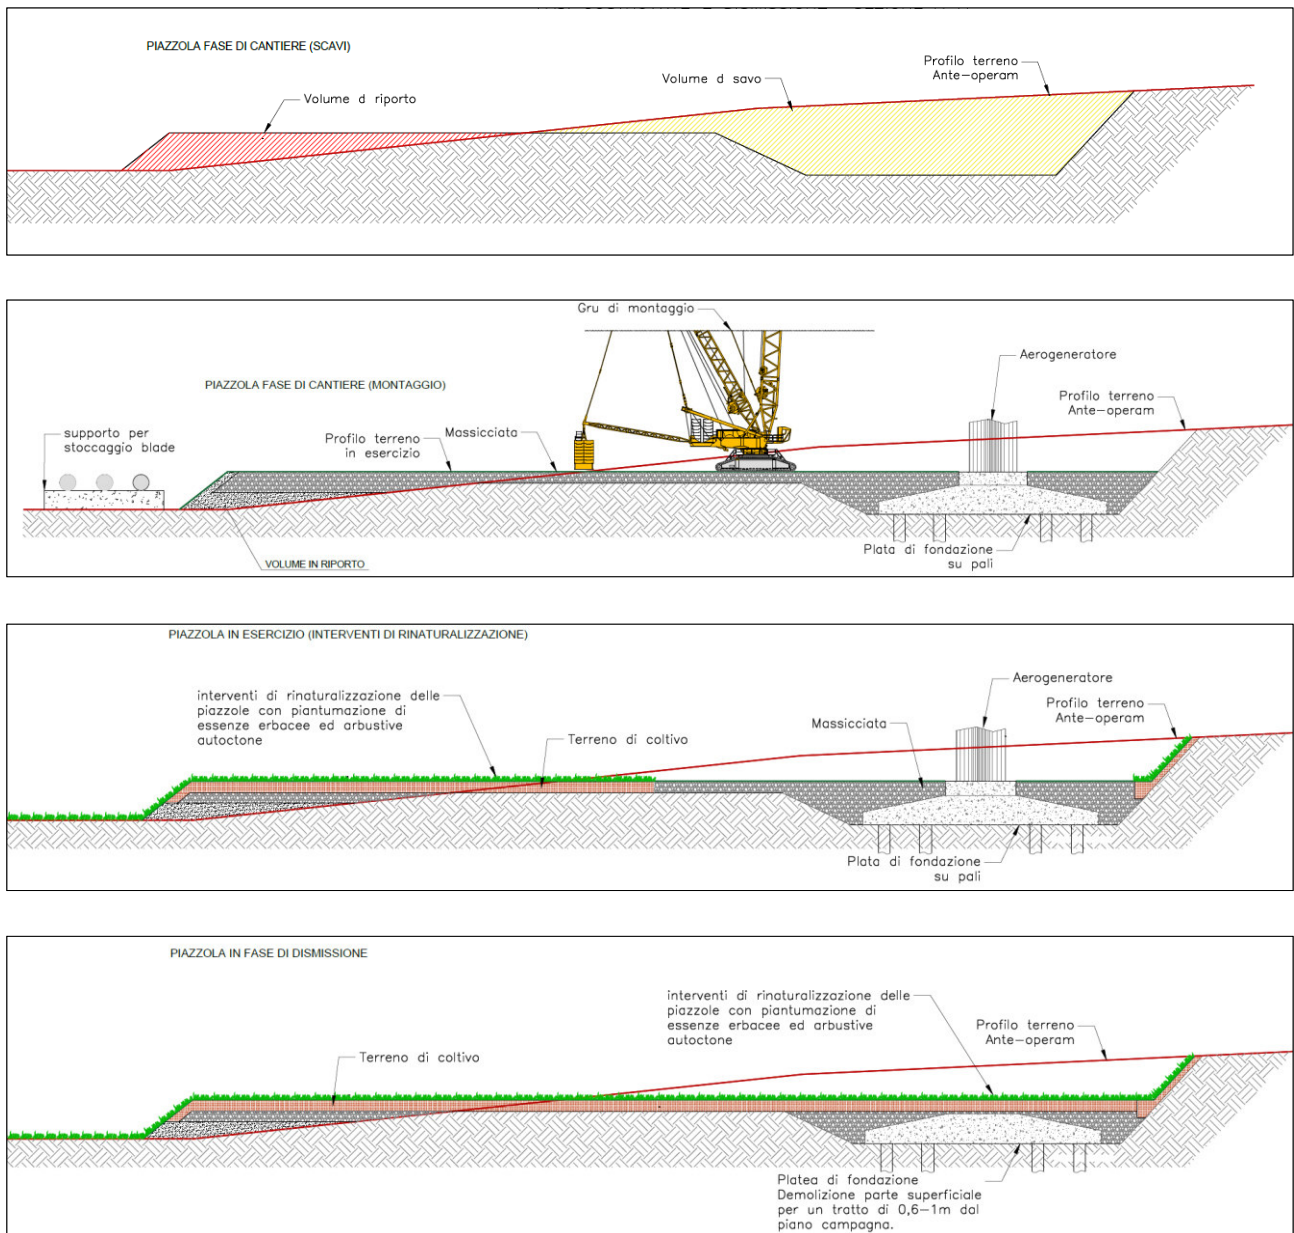 PIAZZOLA FASE DI CANTIERE (SCAVI)
Profilo terreno
Ante-operam
Volume d savo
Volume d riporto
Gru di montaggio
Aerogeneratore
PIAZZOLA FASE DI CANTIERE (MONTAGGIO)
Profilo terreno
Ante-operam
supporto per
stoccaggio blade
Profilo terreno
in esercizio
Massicciata
Plata di fondazione
su pali
VOLUME IN RIPORTO
PIAZZOLA IN ESERCIZIO (INTERVENTI DI RINATURALIZZAZIONE)
Aerogeneratore
interventi di rinaturalizzazione delle
piazzole con piantumazione di
essenze erbacee ed arbustive
autoctone
Profilo terreno
Ante-operam
Massicciata
Terreno di coltivo
Plata di fondazione
su pali
PIAZZOLA IN FASE DI DISMISSIONE
interventi di rinaturalizzazione delle
piazzole con piantumazione di
essenze erbacee ed arbustive
autoctone
Profilo terreno
Ante-operam
Terreno di coltivo
Platea di fondazione
Demolizione parte superficiale
per un tratto di 0,6-1m dal
piano campagna.